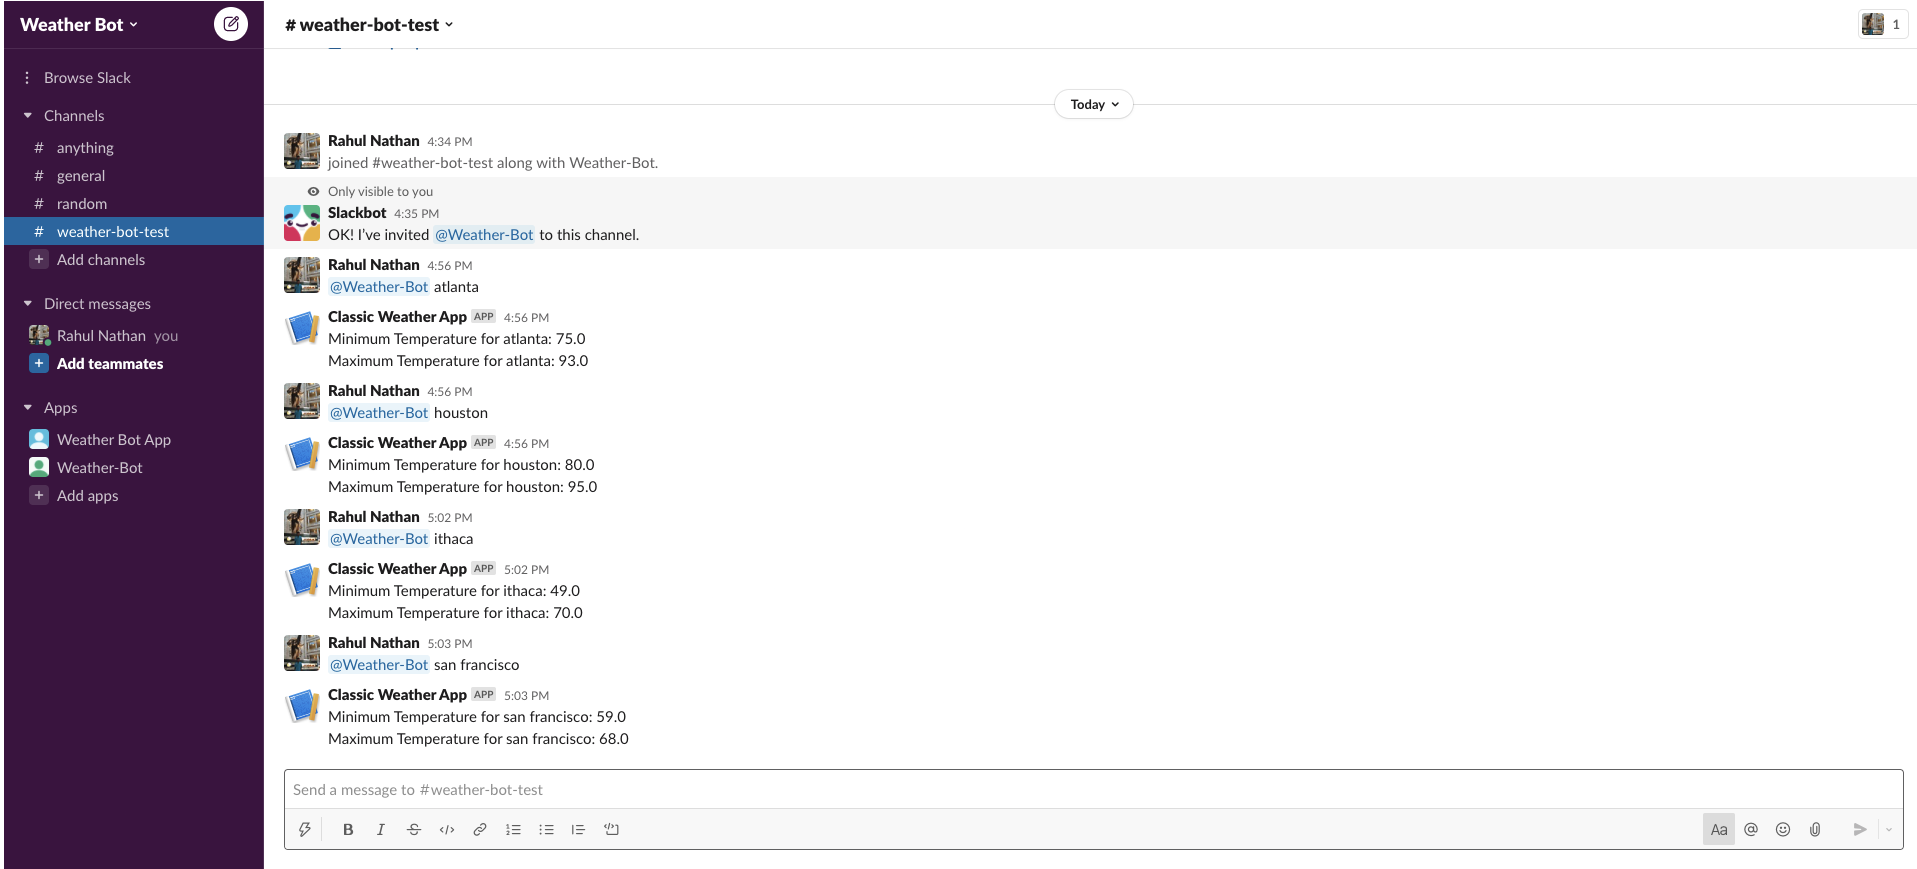 Weather Bot
Browse Slack
Channels
# anything
# general
# random
# weather-bot-test
+ Add channels
Direct messages
Rahul Nathan you
+ Add teammates
Apps
Weather Bot App
Weather-Bot
+ Add apps
# weather-bot-test
1
Today
Rahul Nathan 4:34 PM
joined #weather-bot-test along with Weather-Bot.
Only visible to you
Slackbot 4:35 PM
OK! I've invited @Weather-Bot to this channel.
Rahul Nathan 4:56 PM
@Weather-Bot atlanta
Classic Weather App APP 4:56 PM
Minimum Temperature for atlanta: 75.0
Maximum Temperature for atlanta: 93.0
Rahul Nathan 4:56 PM
@Weather-Bot houston
Classic Weather App APP 4:56 PM
Minimum Temperature for houston: 80.0
Maximum Temperature for houston: 95.0
Rahul Nathan 5:02 PM
@Weather-Bot ithaca
Classic Weather App APP 5:02 PM
Minimum Temperature for ithaca: 49.0
Maximum Temperature for ithaca: 70.0
Rahul Nathan 5:03 PM
@Weather-Bot san francisco
Classic Weather App APP 5:03 PM
Minimum Temperature for san francisco: 59.0
Maximum Temperature for san francisco: 68.0
Send a message to #weather-bot-test
B I S </> Aa @